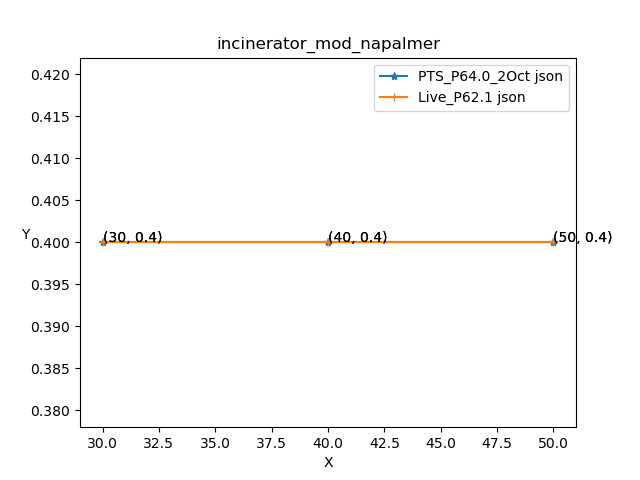 incinerator_mod_napalmer
PTS_P64.0_2Oct json
Live_P62.1 json
0.420
0.415
0.410
0.405
0.400
0.395
0.390
0.385
0.380
Y
(30, 0.4) (40, 0.4) (50, 0.4)
30.0 32.5 35.0 37.5 40.0 42.5 45.0 47.5 50.0
X